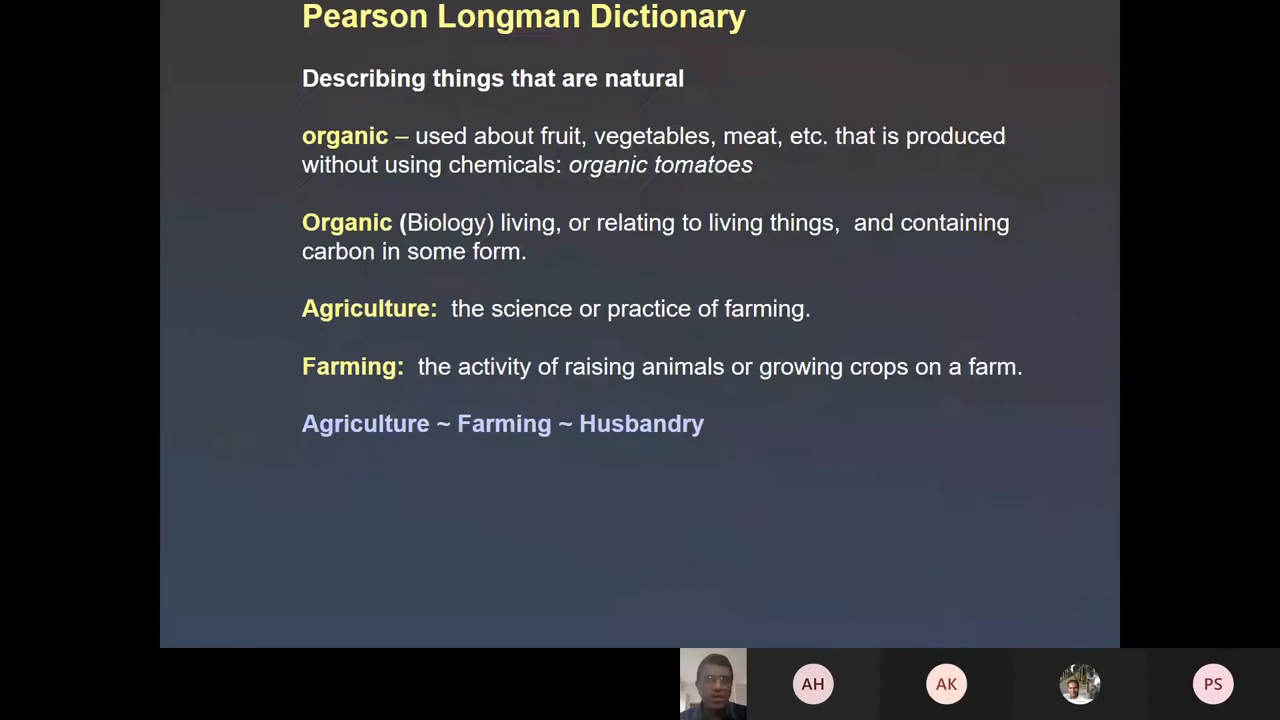 Pearson Longman Dictionary
Describing things that are natural
organic – used about fruit, vegetables, meat, etc. that is produced
without using chemicals: organic tomatoes
Organic (Biology) living, or relating to living things,  and containing
carbon in some form.
Agriculture:  the science or practice of farming.
Farming:  the activity of raising animals or growing crops on a farm.
Agriculture ~ Farming ~ Husbandry
AH AK PS